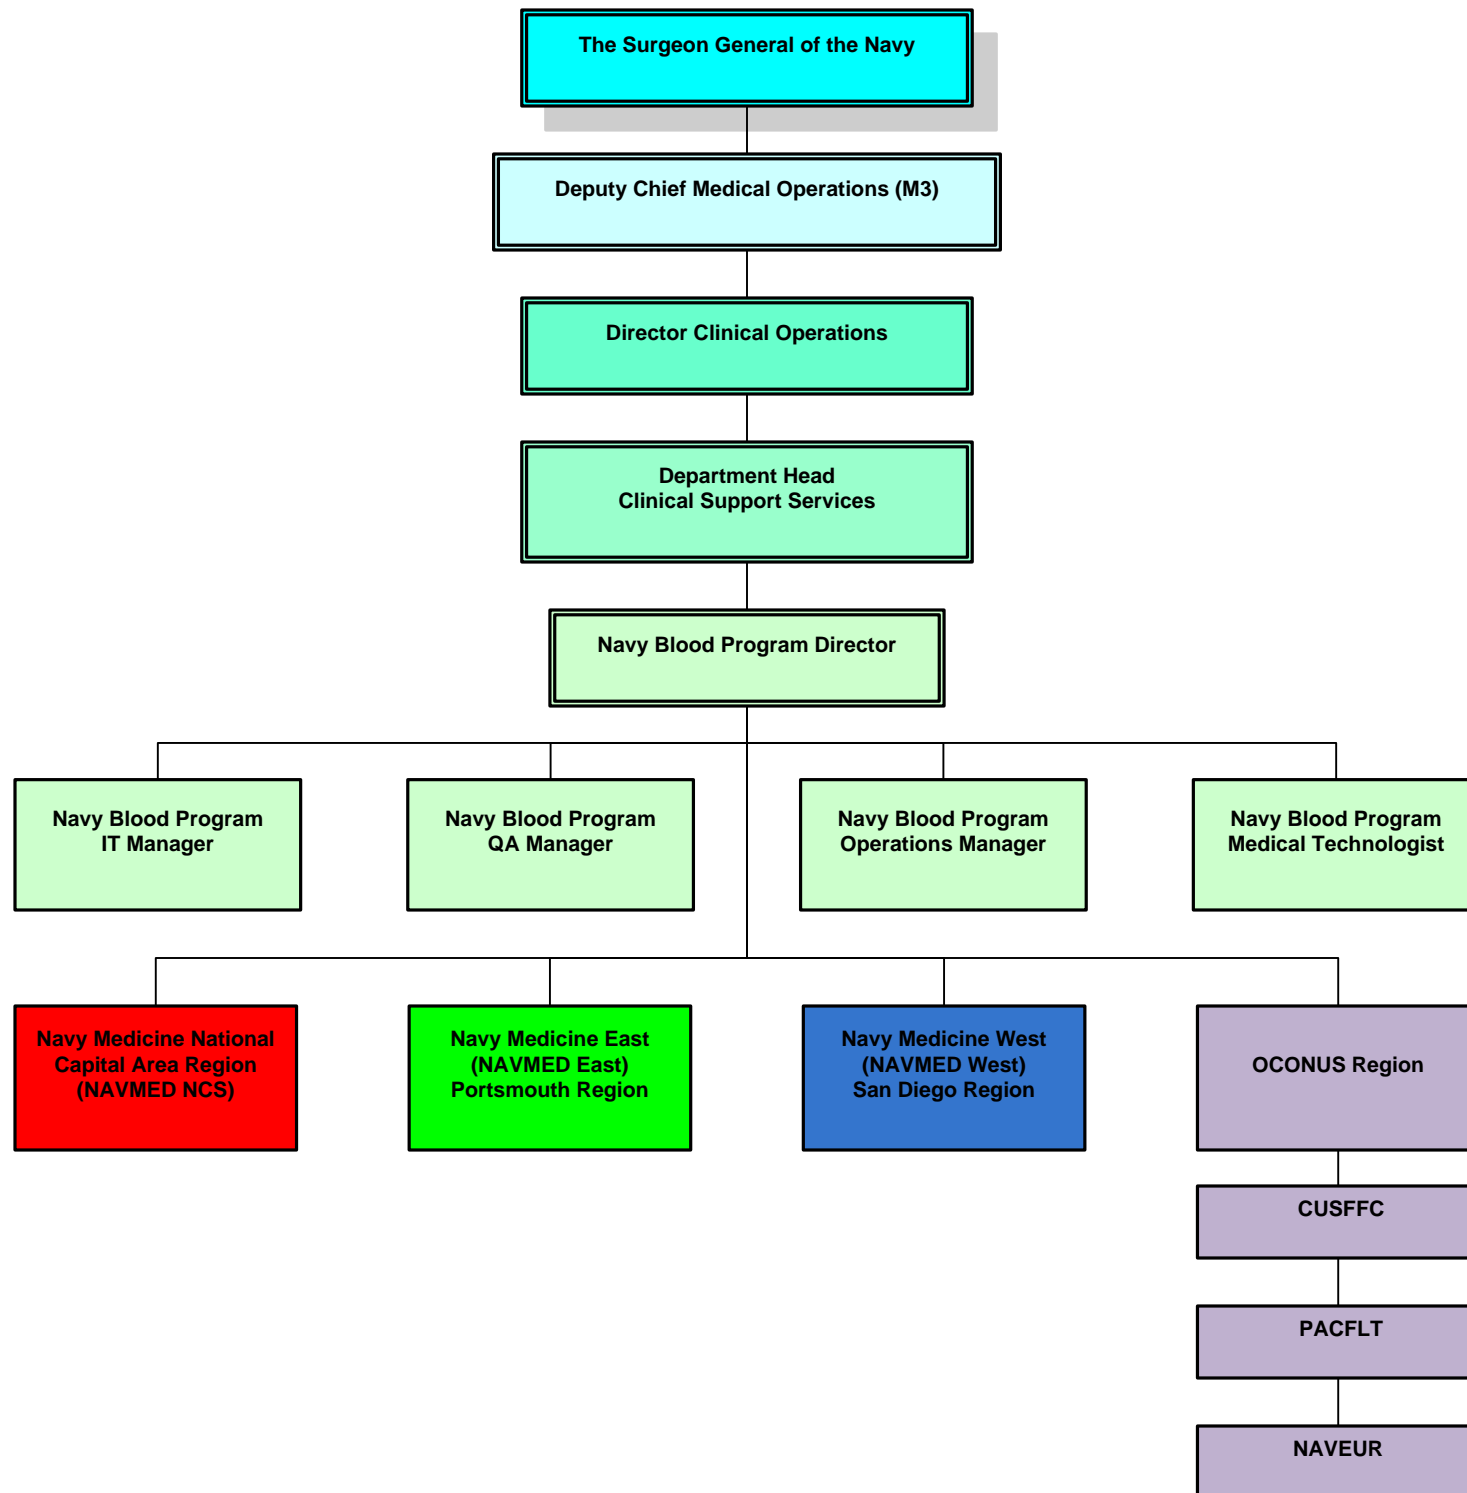 The Surgeon General of the Navy
Deputy Chief Medical Operations (M3)
Director Clinical Operations
Department Head
Clinical Support Services
Navy Blood Program Director
Navy Blood Program
IT Manager
Navy Blood Program
QA Manager
Navy Blood Program
Operations Manager
Navy Blood Program
Medical Technologist
Navy Medicine National
Capital Area Region
(NAVMED NCS)
Navy Medicine East
(NAVMED East)
Portsmouth Region
Navy Medicine West
(NAVMED West)
San Diego Region
OCONUS Region
CUSFFC
PACFLT
NAVEUR